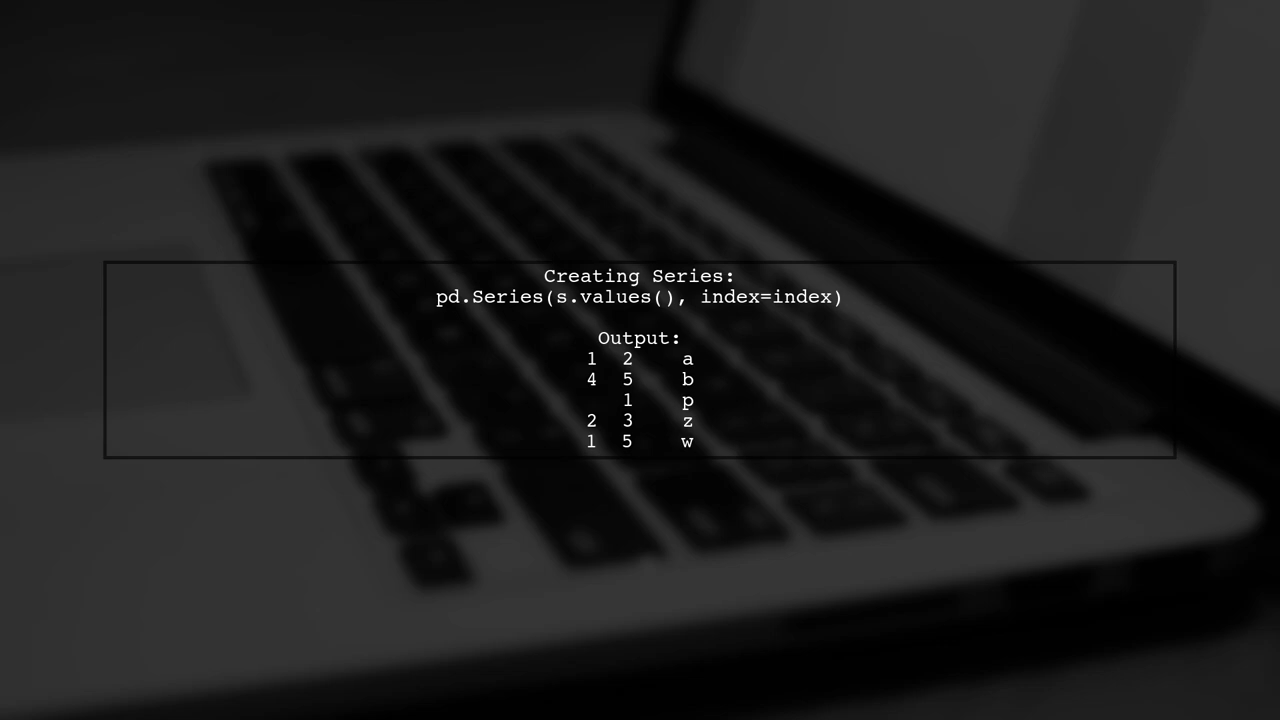 Creating Series:
pd.Series(s.values(), index=index)
Output:
1 2 a
4 5 b
1 p
2 3 z
1 5 w